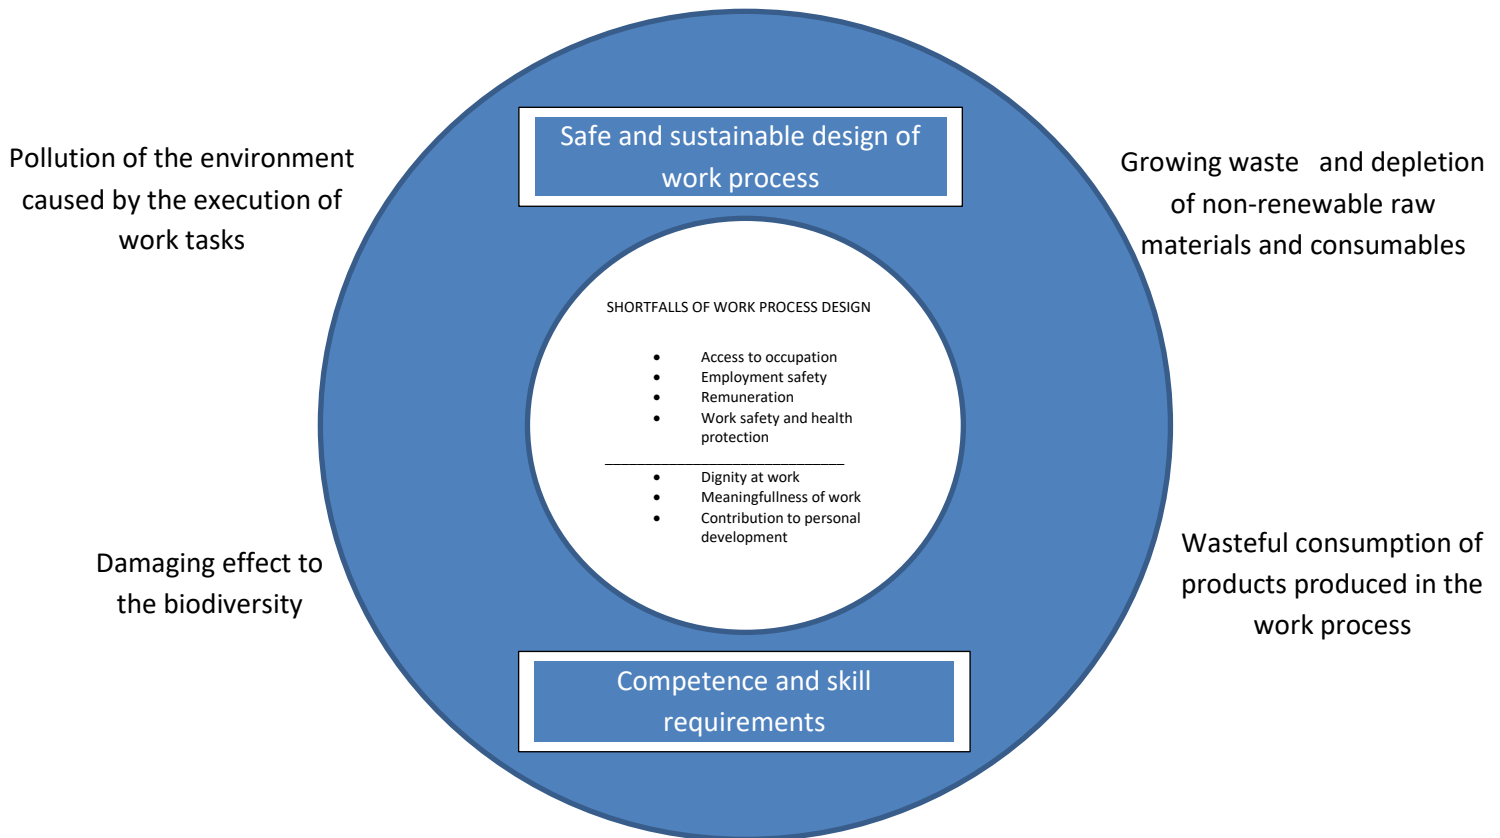 Safe and sustainable design of
work process
Pollution of the environment
caused by the execution of
work tasks
Growing waste and depletion
of non-renewable raw
materials and consumables
SHORTFALLS OF WORK PROCESS DESIGN
• Access to occupation
• Employment safety
• Remuneration
• Work safety and health
protection
• Dignity at work
• Meaningfullness of work
• Contribution to personal
development
Damaging effect to
the biodiversity
Wasteful consumption of
products produced in the
work process
Competence and skill
requirements